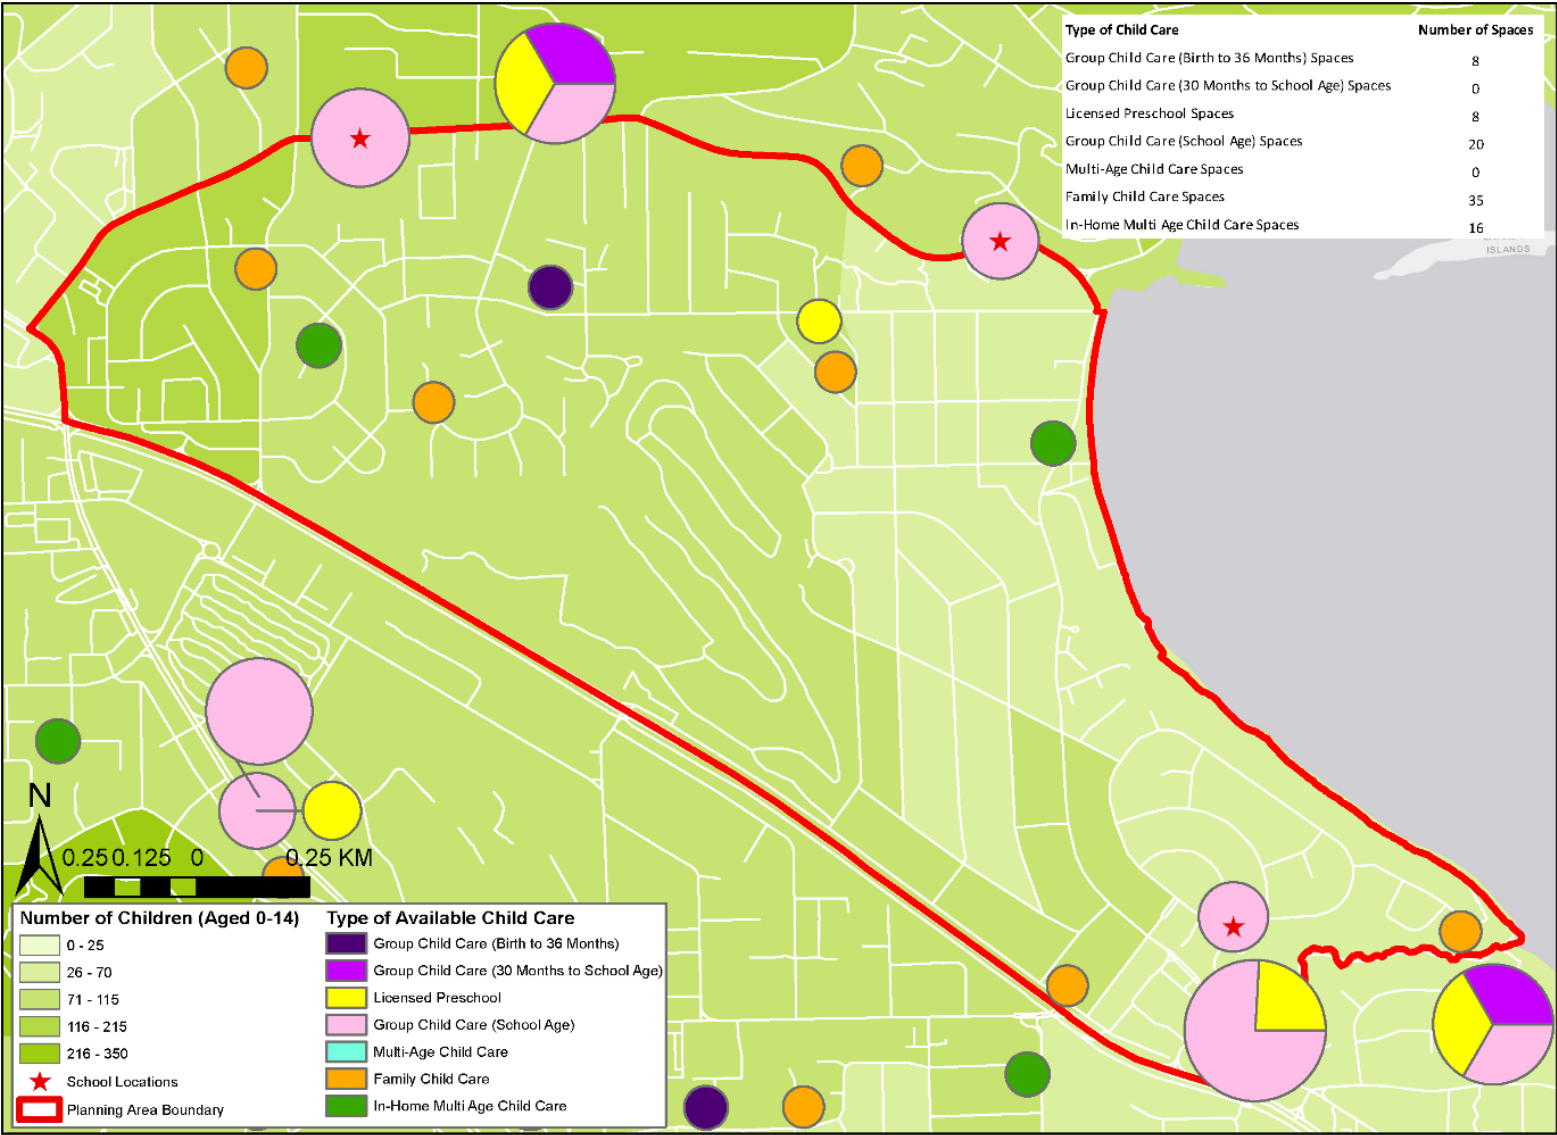 Type of Child Care Number of Spaces
Group Child Care (Birth to 36 Months) Spaces 8
Group Child Care (30 Months to School Age) Spaces 0
Licensed Preschool Spaces 8
Group Child Care (School Age) Spaces 20
Multi-Age Child Care Spaces 0
Family Child Care Spaces 35
In-Home Multi Age Child Care Spaces 16
ISLANDS
N
0.25 0.125 0 0.25 KM
Number of Children (Aged 0-14)
0 - 25
26 - 70
71 - 115
116 - 215
216 - 350
School Locations
Planning Area Boundary
Type of Available Child Care
Group Child Care (Birth to 36 Months)
Group Child Care (30 Months to School Age)
Licensed Preschool
Group Child Care (School Age)
Multi-Age Child Care
Family Child Care
In-Home Multi Age Child Care